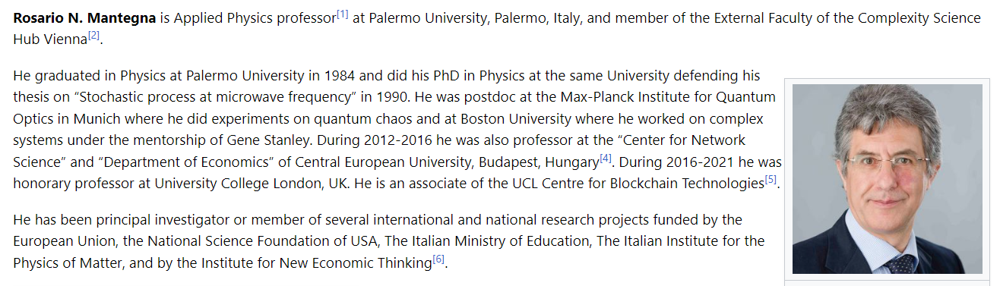 Rosario N. Mantegna is Applied Physics professor[1] at Palermo University, Palermo, Italy, and member of the External Faculty of the Complexity Science
Hub Vienna[2].
He graduated in Physics at Palermo University in 1984 and did his PhD in Physics at the same University defending his
thesis on “Stochastic process at microwave frequency” in 1990. He was postdoc at the Max-Planck Institute for Quantum
Optics in Munich where he did experiments on quantum chaos and at Boston University where he worked on complex
systems under the mentorship of Gene Stanley. During 2012-2016 he was also professor at the “Center for Network
Science” and “Department of Economics” of Central European University, Budapest, Hungary[4]. During 2016-2021 he was
honorary professor at University College London, UK. He is an associate of the UCL Centre for Blockchain Technologies[5].
He has been principal investigator or member of several international and national research projects funded by the
European Union, the National Science Foundation of USA, The Italian Ministry of Education, The Italian Institute for the
Physics of Matter, and by the Institute for New Economic Thinking[6].